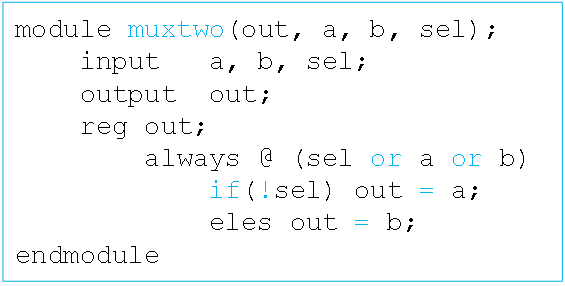 module muxtwo(out, a, b, sel);
input a, b, sel;
output out;
reg out;
always @ (sel or a or b)
if(!sel) out = a;
eles out = b;
endmodule